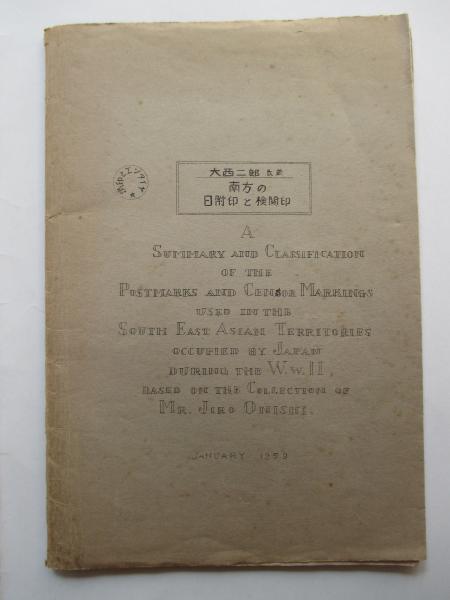 大西二郎
南方の
日附印と検閲印
A
SUMMARY AND CLASSIFICATION
OF THE
POSTMARKS AND CENSOR MARKINGS
USED IN THE
SOUTH EAST ASIAN TERRITORIES
OCCUPIED BY JAPAN
DURING THE W.W.II,
BASED ON THE COLLECTION OF
MR. JIRO ONISHI.
JANUARY 1959